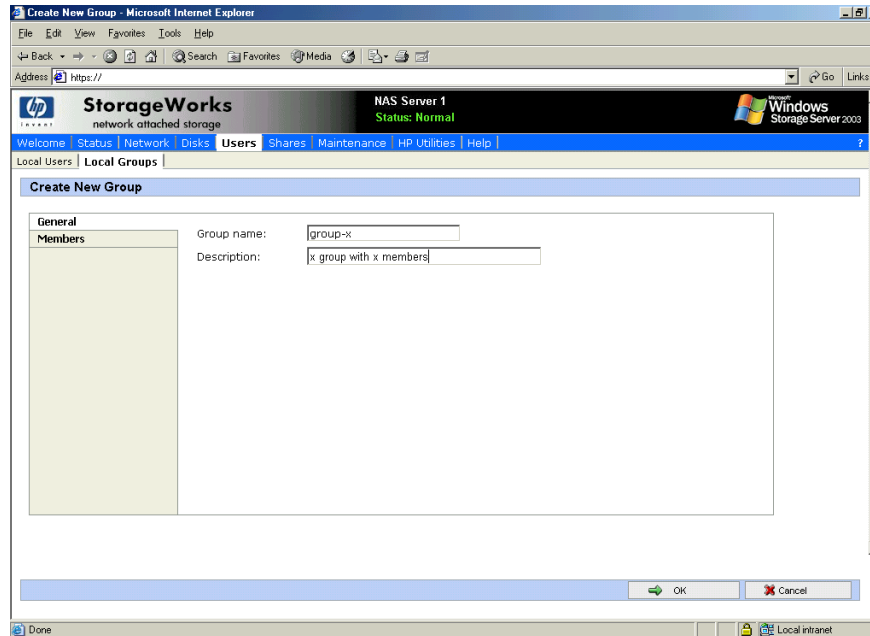 Create New Group - Microsoft Internet Explorer
File Edit View Favorites Tools Help
Back Search Favorites Media
Address https:// Go Links
hp invent StorageWorks network attached storage
NAS Server 1
Status: Normal
Microsoft Windows Storage Server 2003
Welcome Status Network Disks Users Shares Maintenance HP Utilities Help ?
Local Users Local Groups
Create New Group
General
Members
Group name: group-x
Description: x group with x members
OK Cancel
Done Local intranet